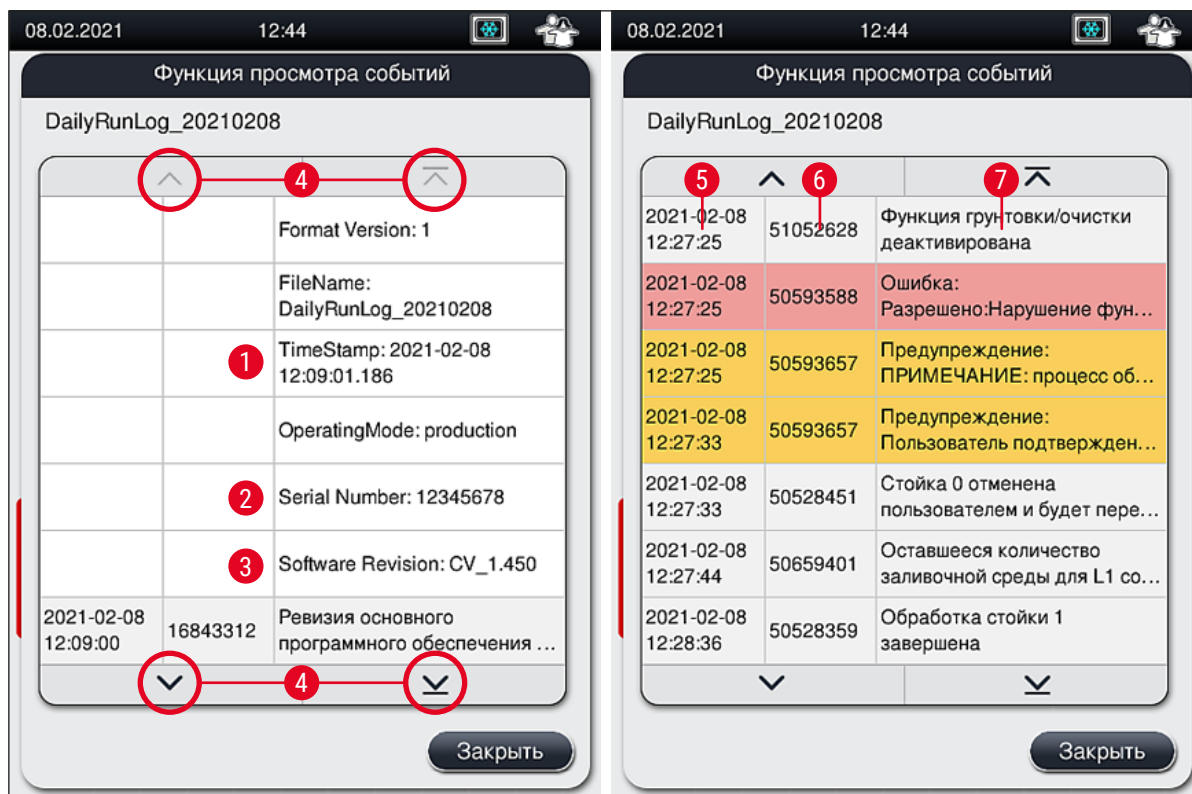 08.02.2021 12:44
Функция просмотра событий
DailyRunLog_20210208
4
Format Version: 1
FileName:
DailyRunLog_20210208
1
TimeStamp: 2021-02-08
12:09:01.186
OperatingMode: production
2
Serial Number: 12345678
3
Software Revision: CV_1.450
2021-02-08
12:09:00
16843312
Ревизия основного
программного обеспечения ...
4
Закрыть
08.02.2021 12:44
Функция просмотра событий
DailyRunLog_20210208
5 6 7
2021-02-08
12:27:25
51052628
Функция грунтовки/очистки
деактивирована
2021-02-08
12:27:25
50593588
Ошибка:
Разрешено:Нарушение фун...
2021-02-08
12:27:25
50593657
Предупреждение:
ПРИМЕЧАНИЕ: процесс об...
2021-02-08
12:27:33
50593657
Предупреждение:
Пользователь подтвержден...
2021-02-08
12:27:33
50528451
Стойка 0 отменена
пользователем и будет пере...
2021-02-08
12:27:44
50659401
Оставшееся количество
заливочной среды для L1 со...
2021-02-08
12:28:36
50528359
Обработка стойки 1
завершена
Закрыть